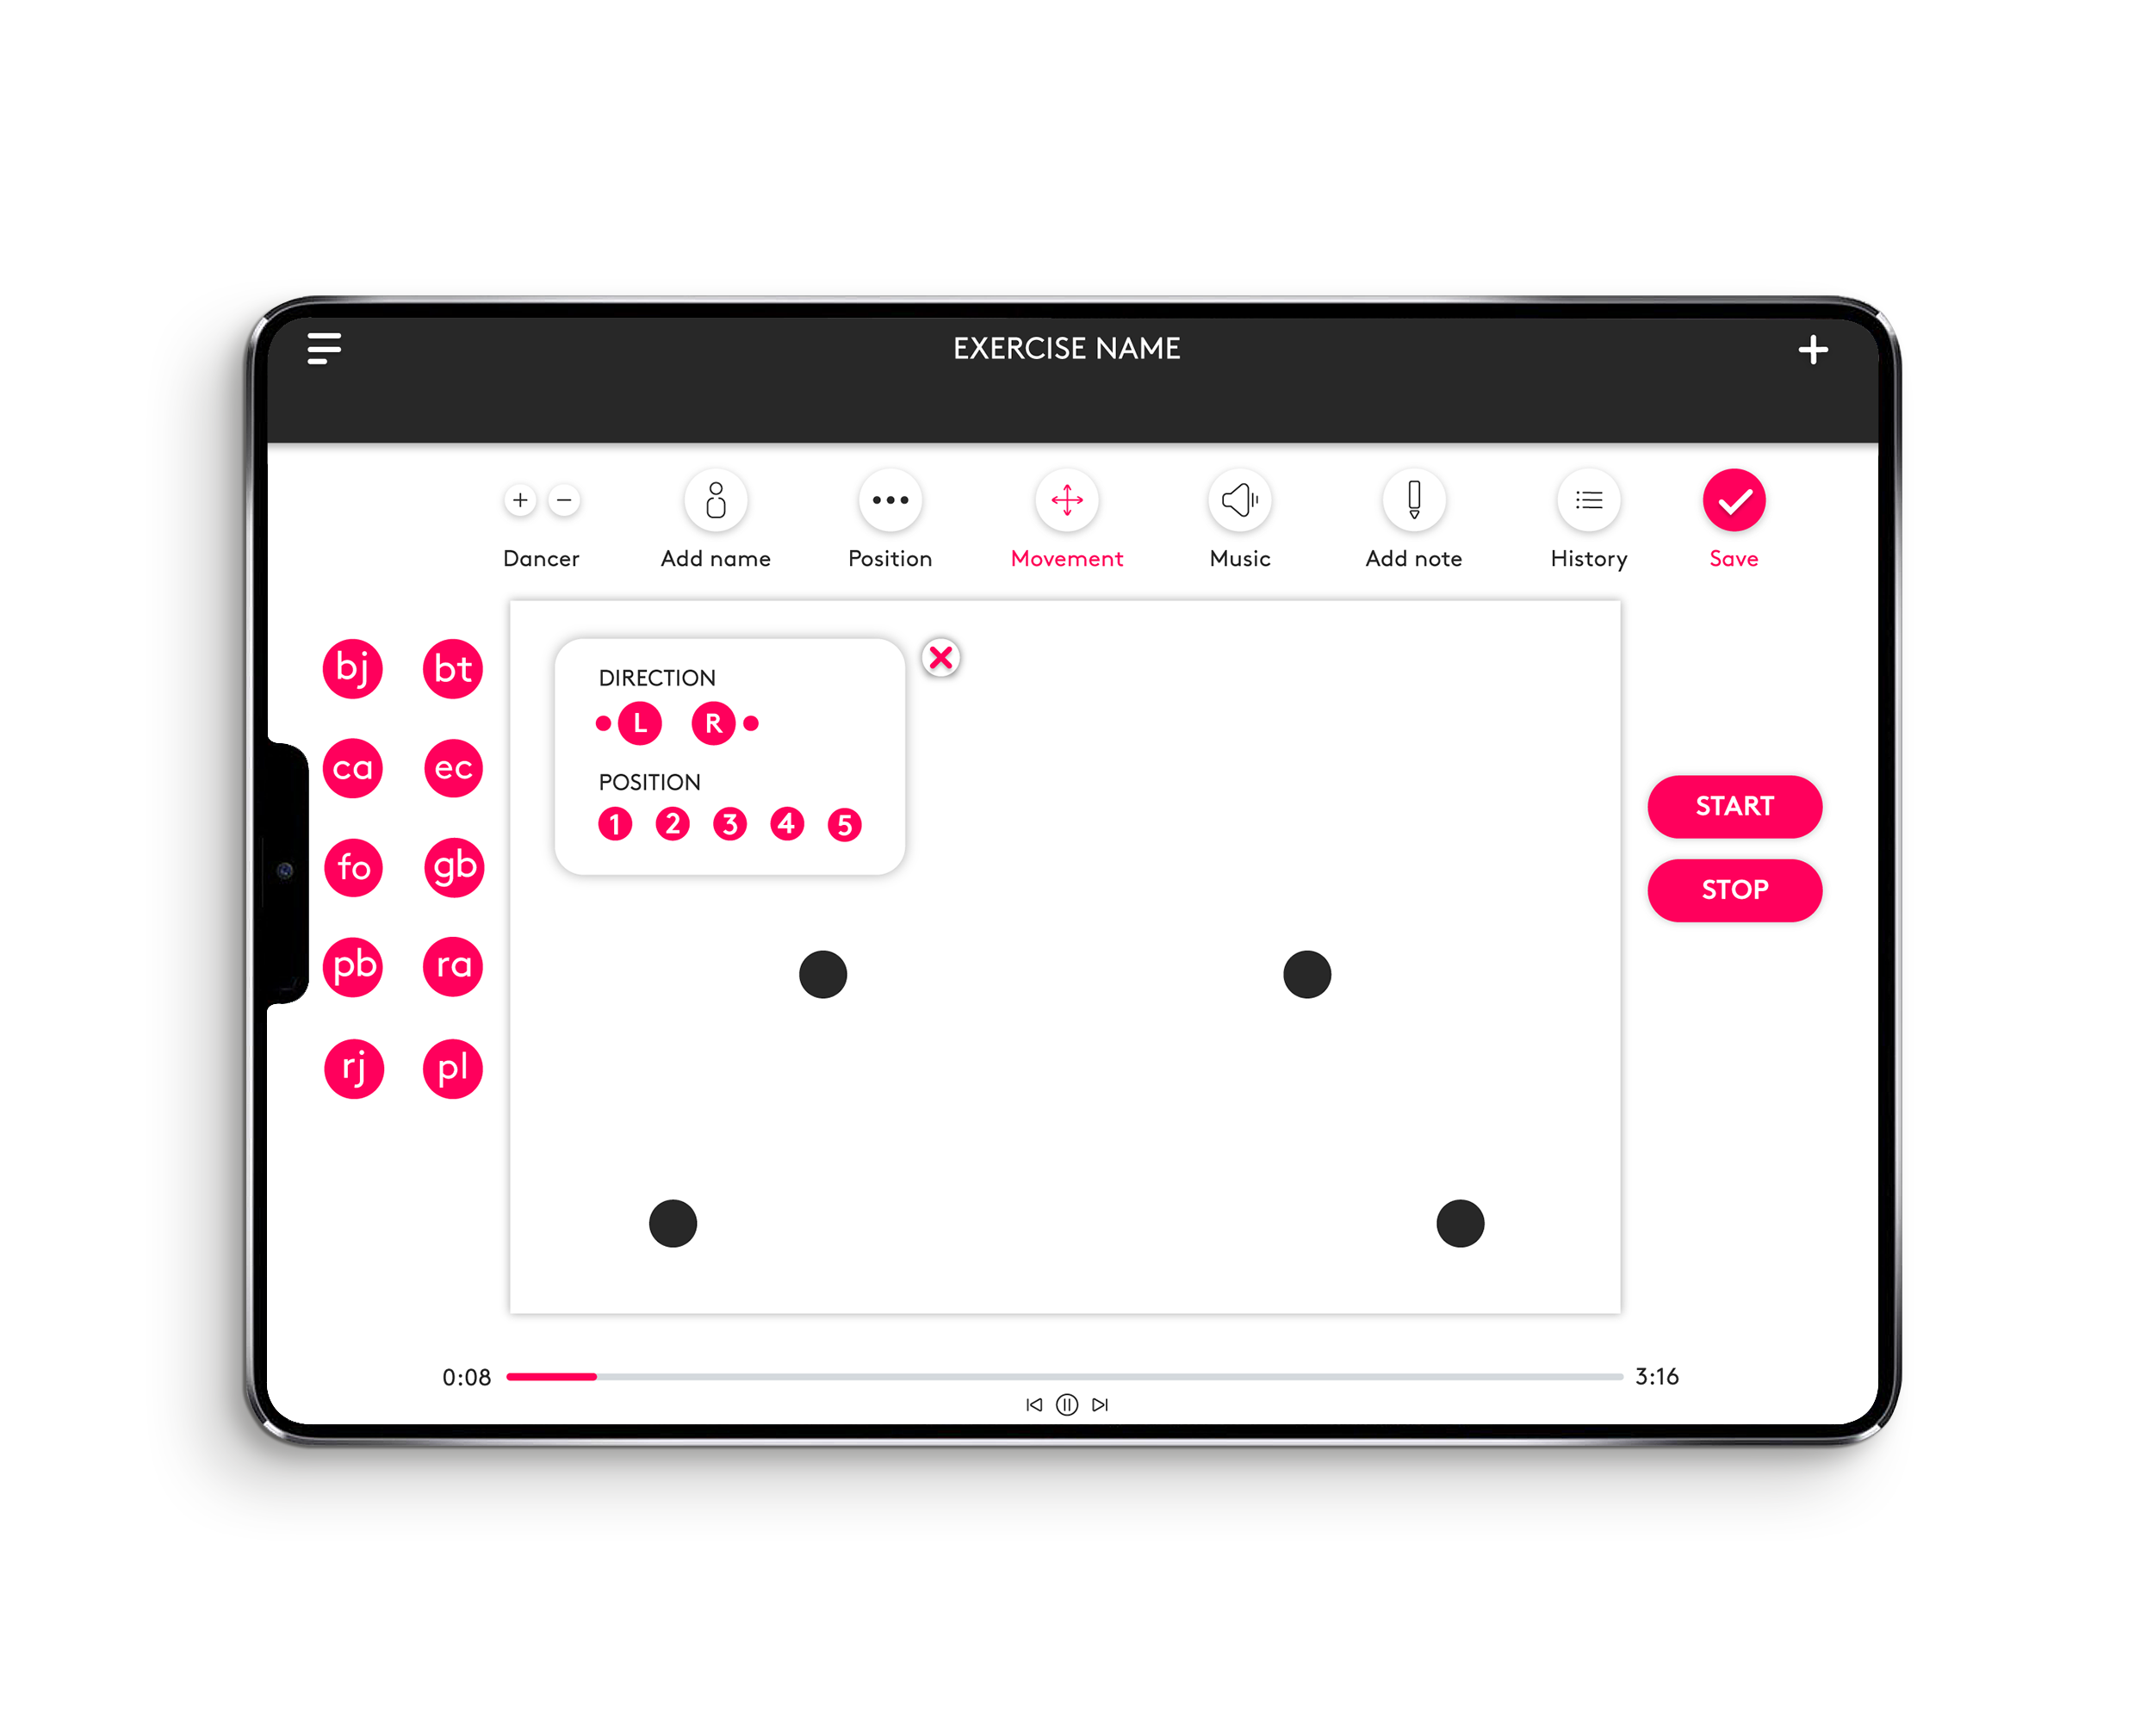 EXERCISE NAME
Dancer
Add name
Position
Movement
Music
Add note
History
Save
bj bt
ca ec
fo gb
pb ra
rj pl
DIRECTION
L R
POSITION
1 2 3 4 5
START
STOP
0:08
3:16